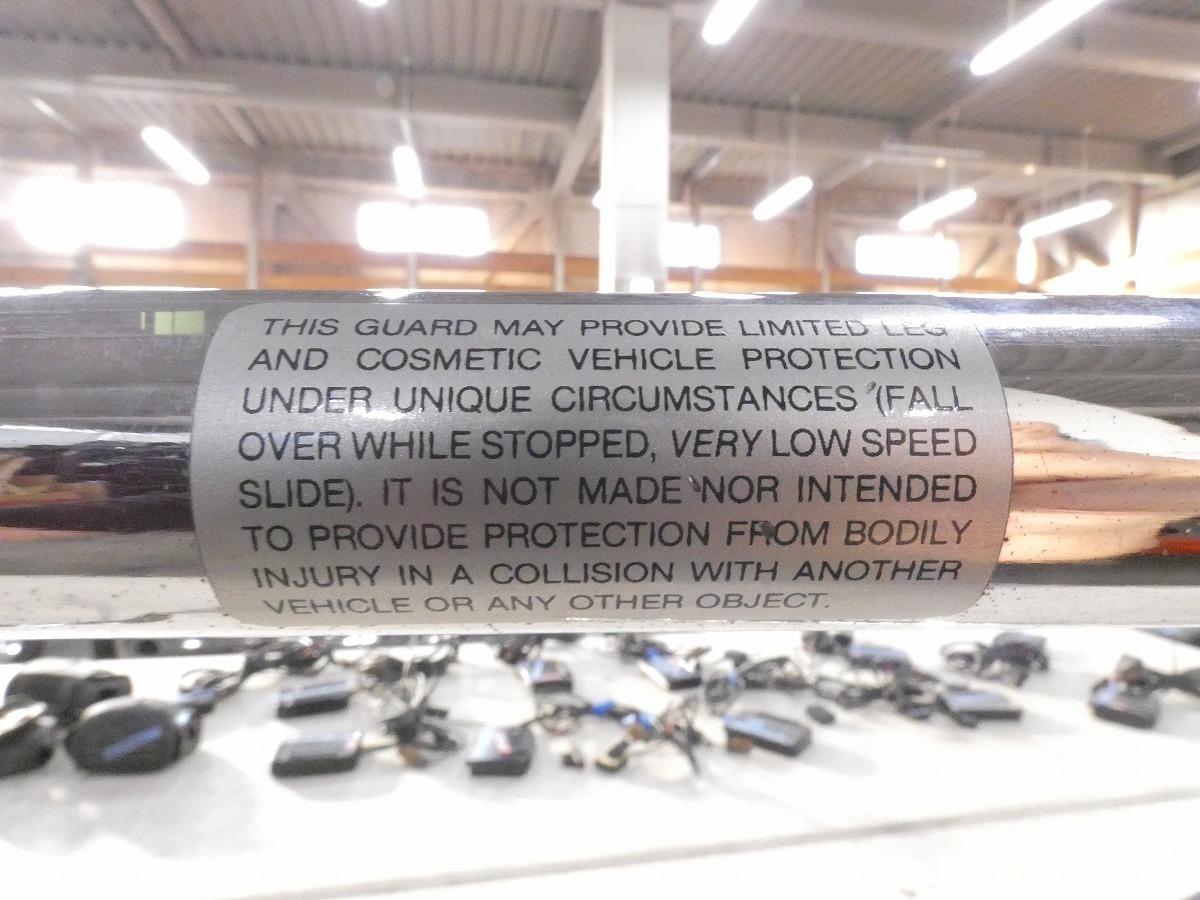 THIS GUARD MAY PROVIDE LIMITED LEG
AND COSMETIC VEHICLE PROTECTION
UNDER UNIQUE CIRCUMSTANCES (FALL
OVER WHILE STOPPED, VERY LOW SPEED
SLIDE). IT IS NOT MADE NOR INTENDED
TO PROVIDE PROTECTION FROM BODILY
INJURY IN A COLLISION WITH ANOTHER
VEHICLE OR ANY OTHER OBJECT.